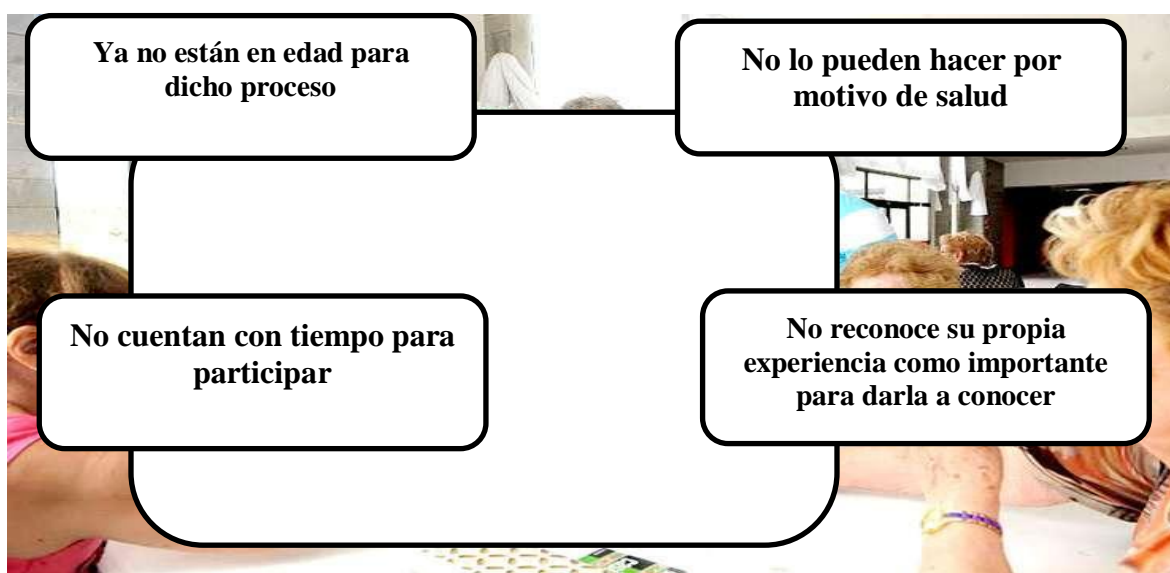 Ya no están en edad para
dicho proceso
No lo pueden hacer por
motivo de salud
No cuentan con tiempo para
participar
No reconoce su propia
experiencia como importante
para darla a conocer